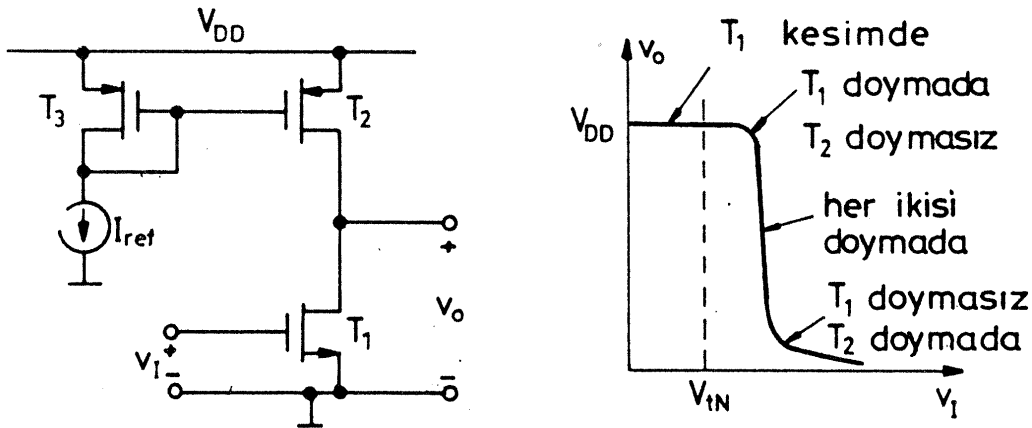 V_DD
T_3
T_2
I_ref
T_1
+
v_o
v_I
+
−
−
v_o
T_1 kesimde
V_DD
T_1 doymada
T_2 doymasız
her ikisi
doymada
T_1 doymasız
T_2 doymada
V_tN
v_I